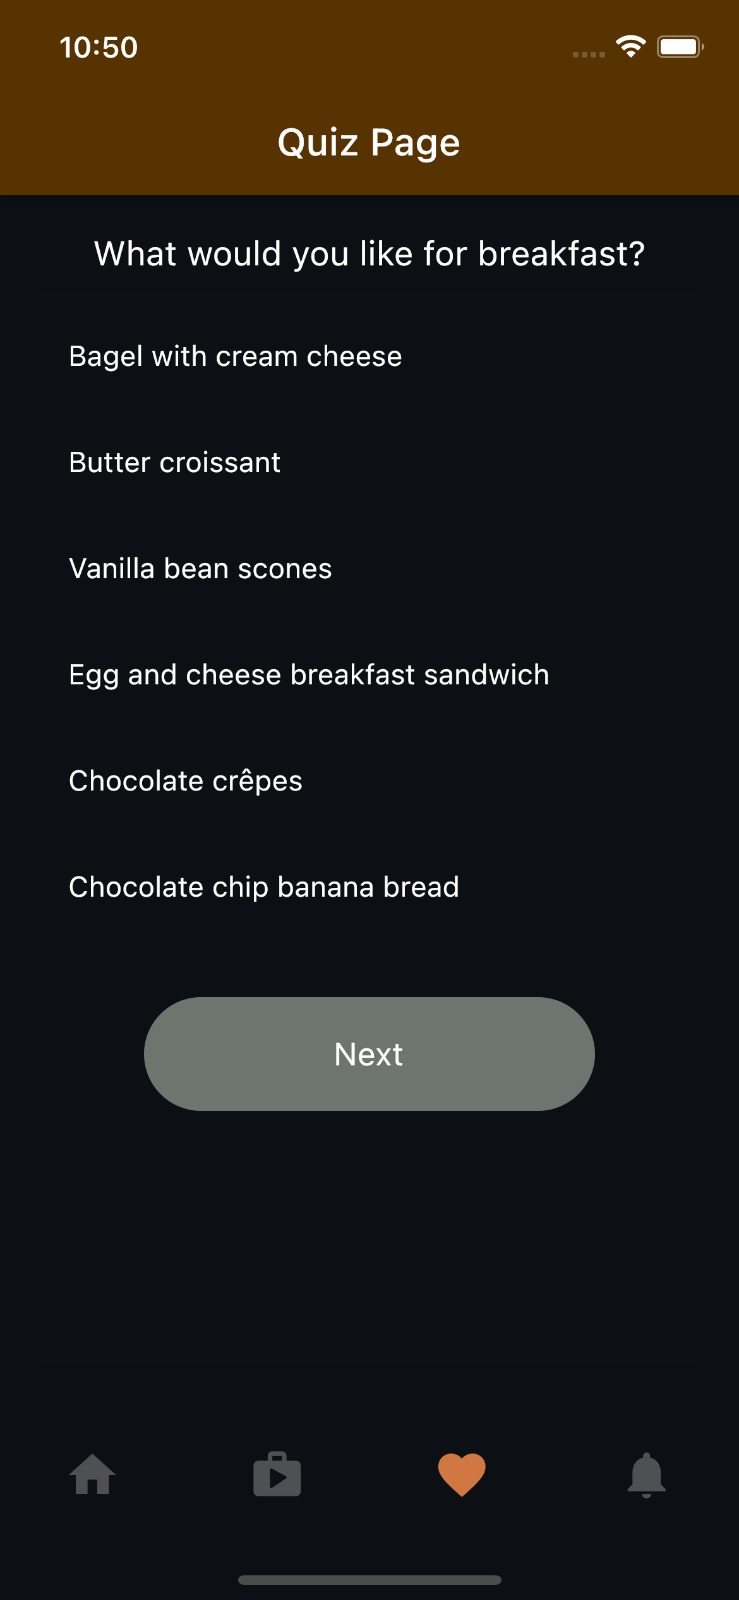 10:50
Quiz Page
What would you like for breakfast?
Bagel with cream cheese
Butter croissant
Vanilla bean scones
Egg and cheese breakfast sandwich
Chocolate crêpes
Chocolate chip banana bread
Next